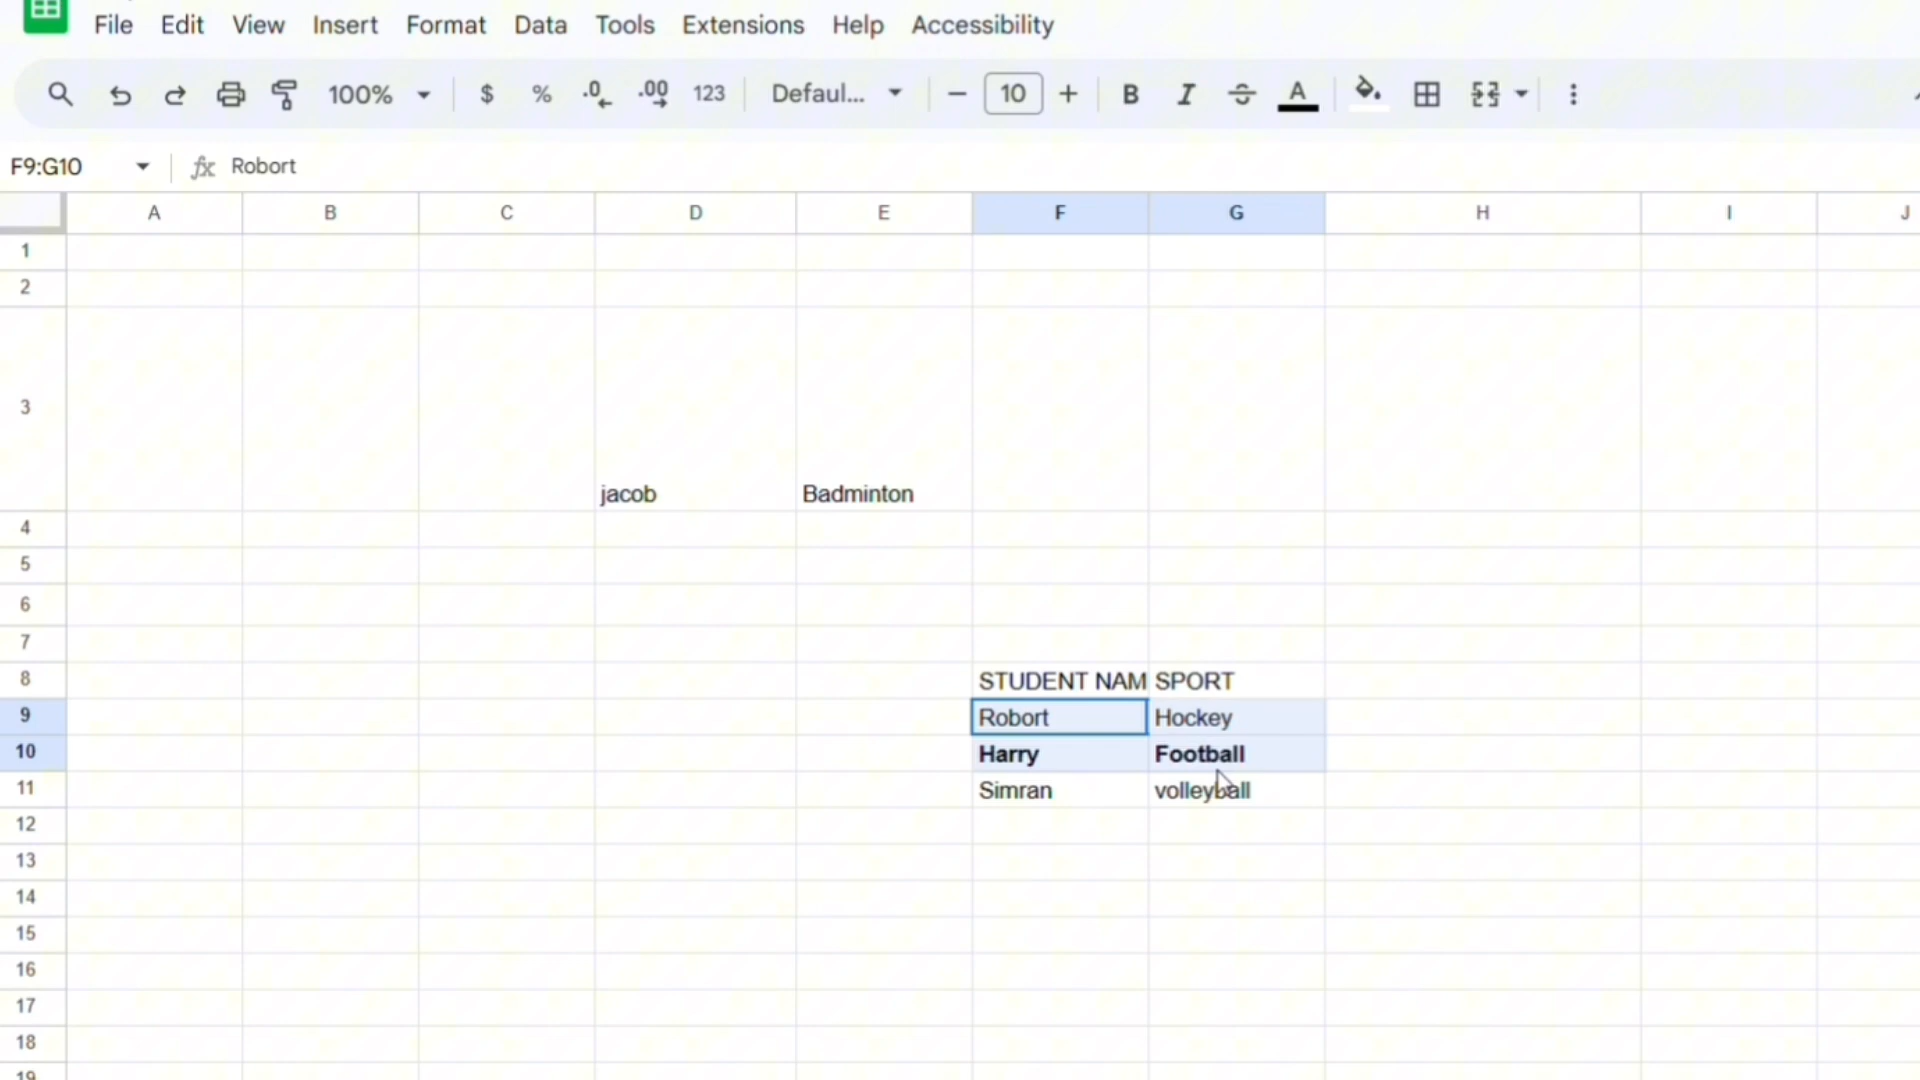 File Edit View Insert Format Data Tools Extensions Help Accessibility
100% $ % .0 .00 123 Defaul... − 10 + B I A
F9:G10 fx Robort
A B C D E F G H I J
1
2
3 jacob Badminton
4
5
6
7
8 STUDENT NAM SPORT
9 Robort Hockey
10 Harry Football
11 Simran volleyball
12
13
14
15
16
17
18
19